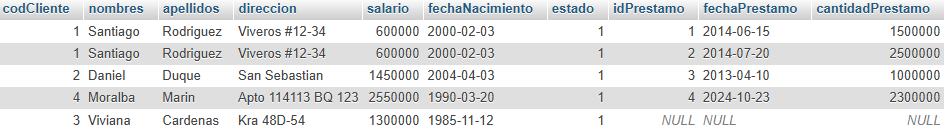 codCliente nombres apellidos direccion salario fechaNacimiento estado idPrestamo fechaPrestamo cantidadPrestamo
1 Santiago Rodriguez Viveros #12-34 600000 2000-02-03 1 1 2014-06-15 1500000
1 Santiago Rodriguez Viveros #12-34 600000 2000-02-03 1 2 2014-07-20 2500000
2 Daniel Duque San Sebastian 1450000 2004-04-03 1 3 2013-04-10 1000000
4 Moralba Marin Apto 114113 BQ 123 2550000 1990-03-20 1 4 2024-10-23 2300000
3 Viviana Cardenas Kra 48D-54 1300000 1985-11-12 1 NULL NULL NULL